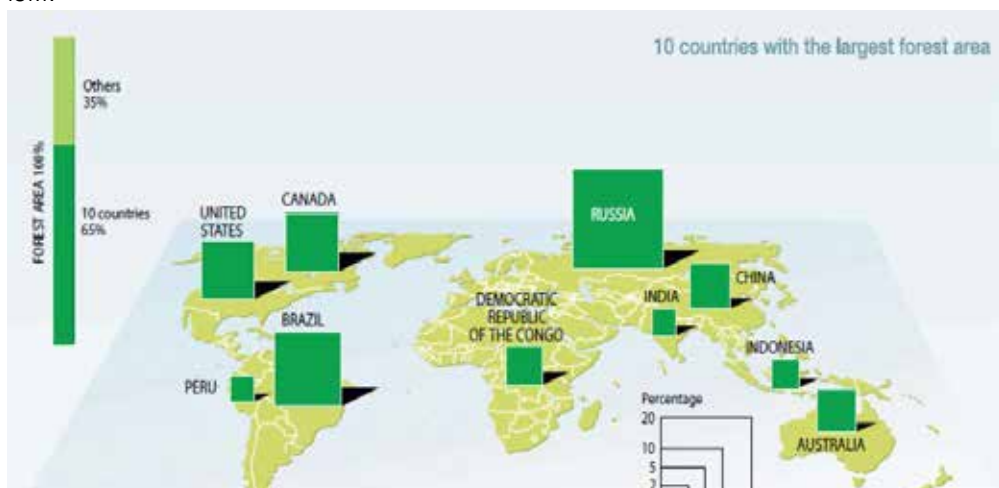 10 countries with the largest forest area
Others
35%
FOREST AREA 100%
10 countries
65%
UNITED
STATES
CANADA
RUSSIA
CHINA
INDIA
DEMOCRATIC
REPUBLIC
OF THE CONGO
BRAZIL
PERU
INDONESIA
AUSTRALIA
Percentage
20
10
5
2